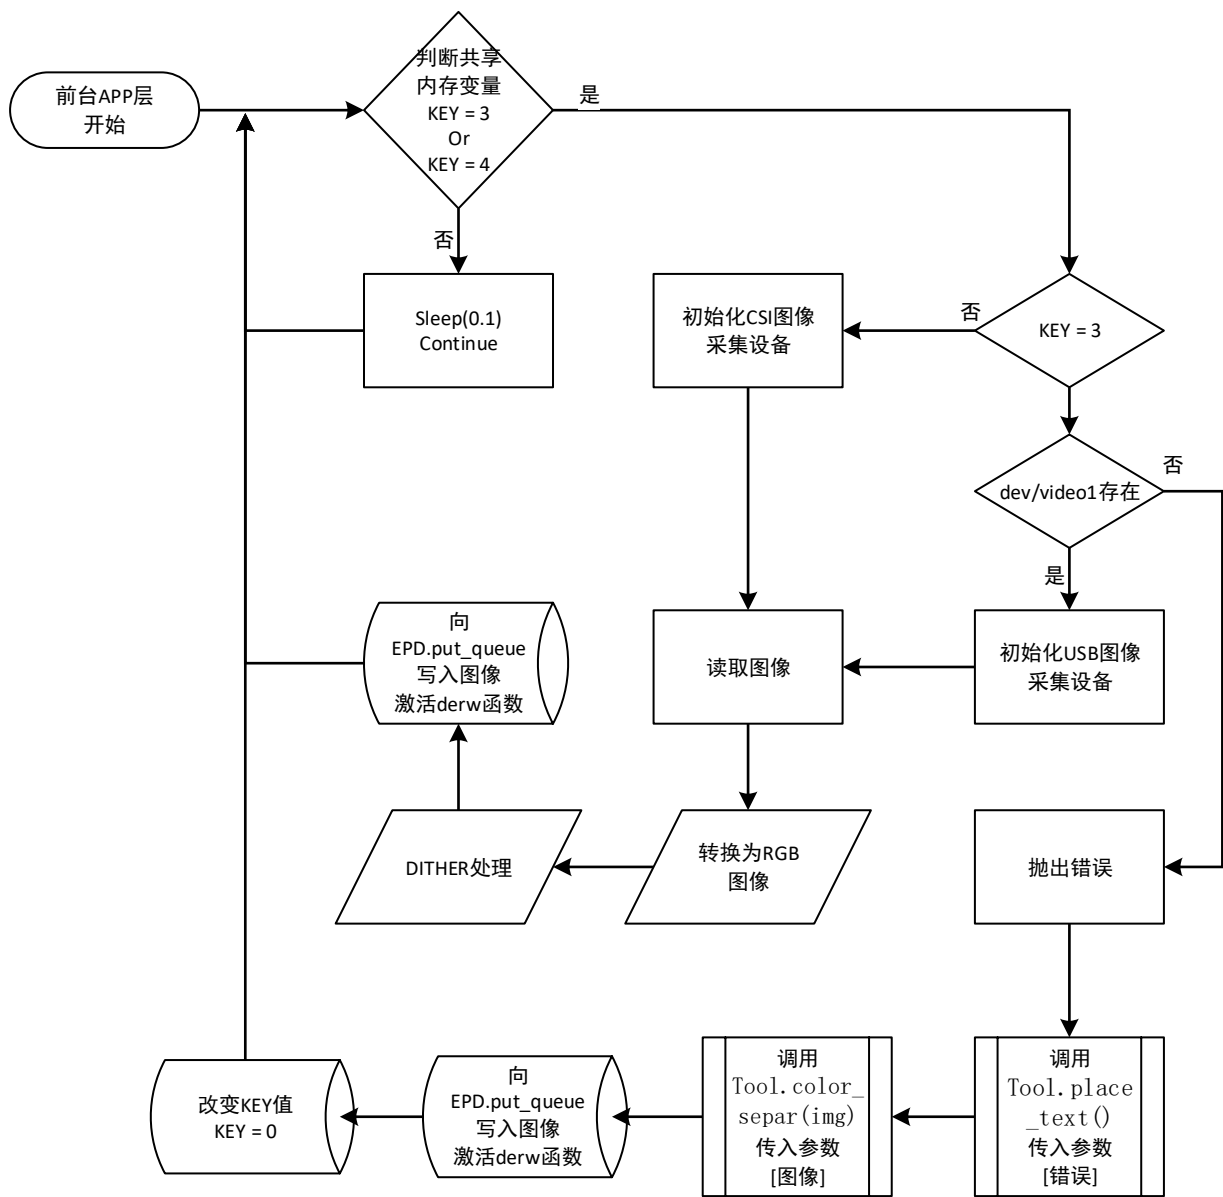 前台APP层
开始
判断共享
内存变量
KEY = 3
Or
KEY = 4
是
否
Sleep(0.1)
Continue
初始化CSI图像
采集设备
否
KEY = 3
dev/video1存在
否
是
向
EPD.put_queue
写入图像
激活derw函数
读取图像
初始化USB图像
采集设备
DITHER处理
转换为RGB
图像
抛出错误
改变KEY值
KEY = 0
向
EPD.put_queue
写入图像
激活derw函数
调用
Tool.color_
separ(img)
传入参数
[图像]
调用
Tool.place
_text()
传入参数
[错误]